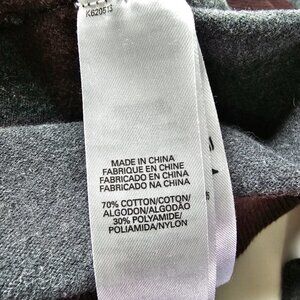 K620513
MADE IN CHINA
FABRIQUE EN CHINE
FABRICADO EN CHINA
FABRICADO NA CHINA
70% COTTON/COTON/
ALGODON/ALGODÃO
30% POLYAMIDE/
POLIAMIDA/NYLON